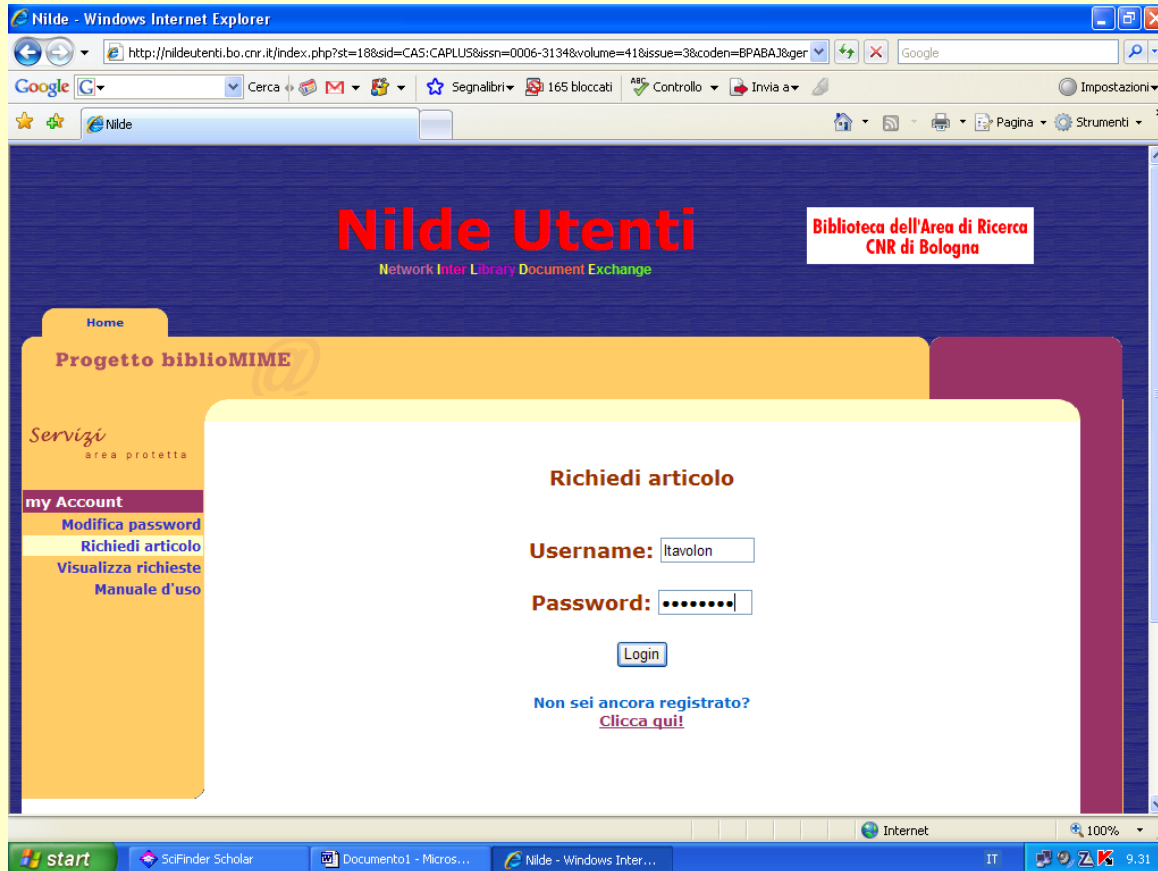 Nilde - Windows Internet Explorer
http://nildeutenti.bo.cnr.it/index.php?st=18&sid=CAS:CAPLUS&issn=0006-3134&volume=41&issue=3&coden=BPABAJ&ger
Google
Google
Cerca
Segnalibri
165 bloccati
ABC Controllo
Invia a
Impostazioni
Nilde
Pagina
Strumenti
Nilde Utenti
Network Inter Library Document Exchange
Biblioteca dell'Area di Ricerca
CNR di Bologna
Home
Progetto biblioMIME
@
Servizi
area protetta
my Account
Modifica password
Richiedi articolo
Visualizza richieste
Manuale d'uso
Richiedi articolo
Username: ltavolon
Password: ••••••••
Login
Non sei ancora registrato?
Clicca qui!
Internet
100%
start
SciFinder Scholar
Documento1 - Micros...
Nilde - Windows Inter...
IT
9.31